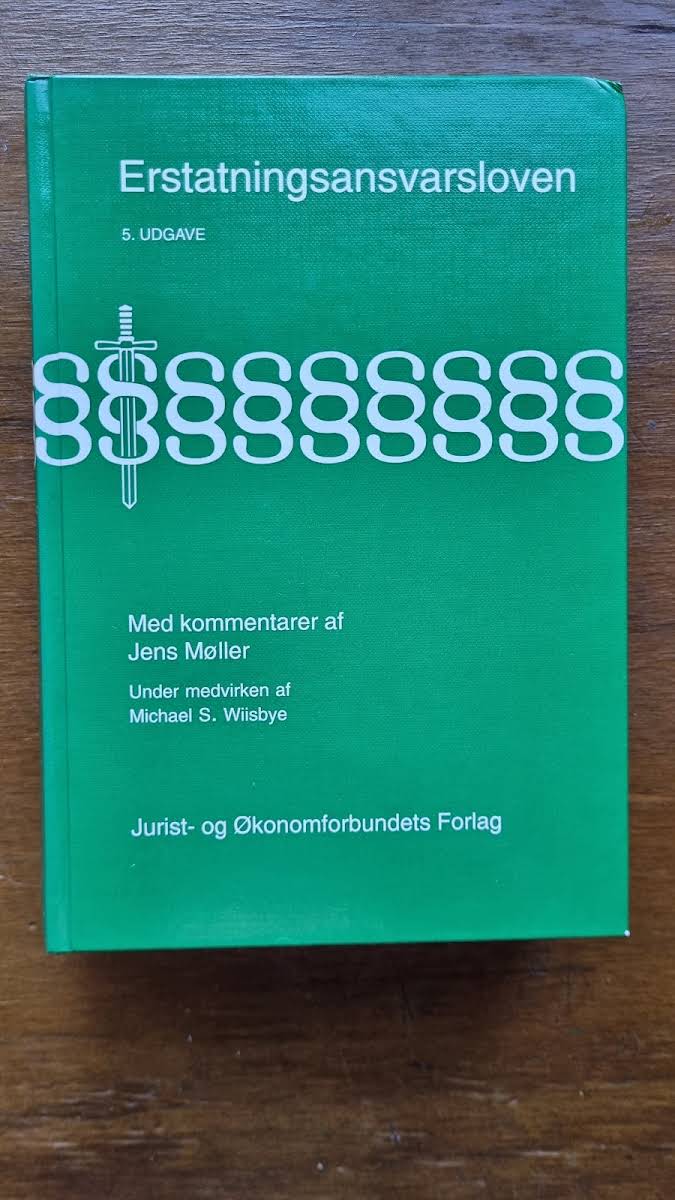 Erstatningsansvarsloven
5. UDGAVE
§§§§§§§§§
Med kommentarer af
Jens Møller
Under medvirken af
Michael S. Wiisbye
Jurist- og Økonomforbundets Forlag